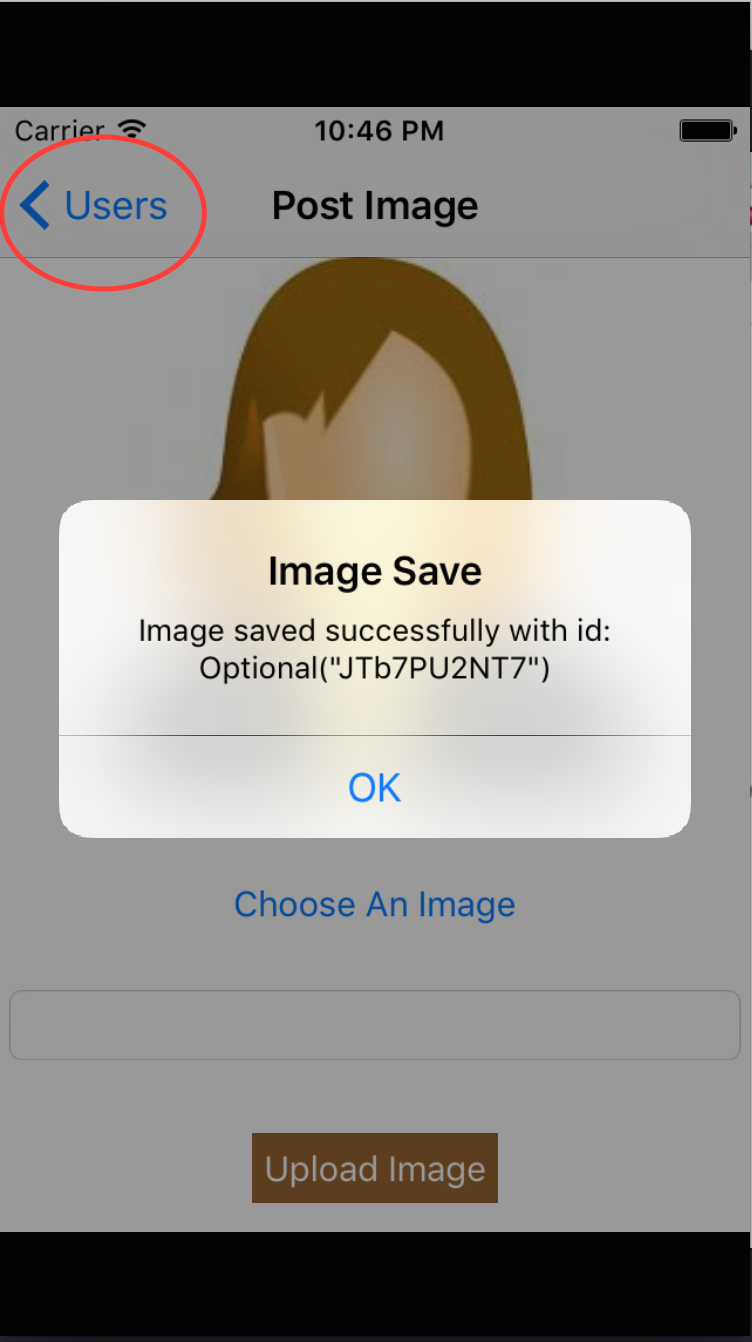 Carrier
10:46 PM
Users
Post Image
Image Save
Image saved successfully with id:
Optional("JTb7PU2NT7")
OK
Choose An Image
Upload Image